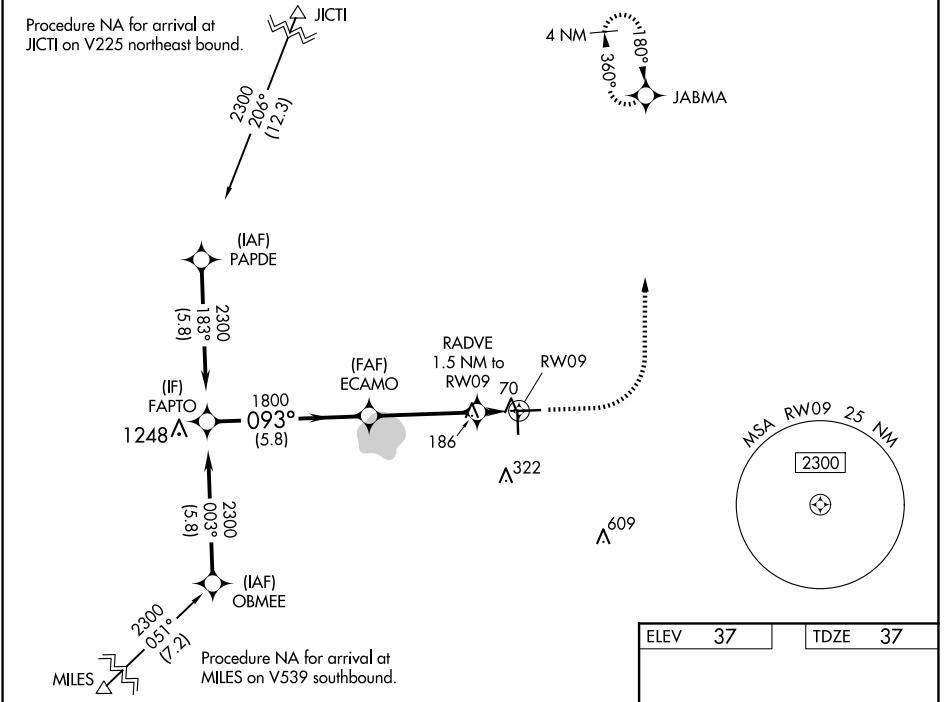 Procedure NA for arrival at
JICTI on V225 northeast bound.
JICTI
2300
206°
(12.3)
4 NM
360°
180°
JABMA
(IAF)
PAPDE
2300
183°
(5.8)
(IF)
FAPTO
1248
1800
093°
(5.8)
(FAF)
ECAMO
RADVE
1.5 NM to
RW09
186
70
RW09
322
609
MSA RW09 25 NM
2300
2300
003°
(5.8)
(IAF)
OBMEE
2300
051°
(7.2)
MILES
Procedure NA for arrival at
MILES on V539 southbound.
ELEV 37
TDZE 37